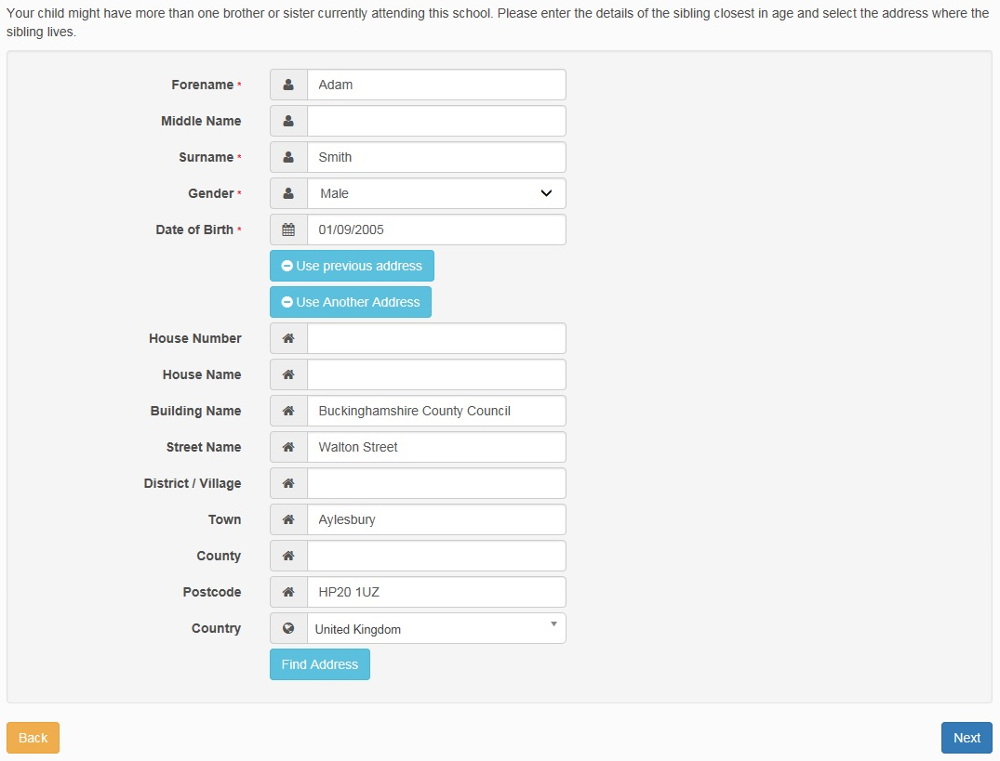 Your child might have more than one brother or sister currently attending this school. Please enter the details of the sibling closest in age and select the address where the
sibling lives.
Forename * Adam
Middle Name
Surname * Smith
Gender * Male
Date of Birth * 01/09/2005
Use previous address
Use Another Address
House Number
House Name
Building Name Buckinghamshire County Council
Street Name Walton Street
District / Village
Town Aylesbury
County
Postcode HP20 1UZ
Country United Kingdom
Find Address
Back Next